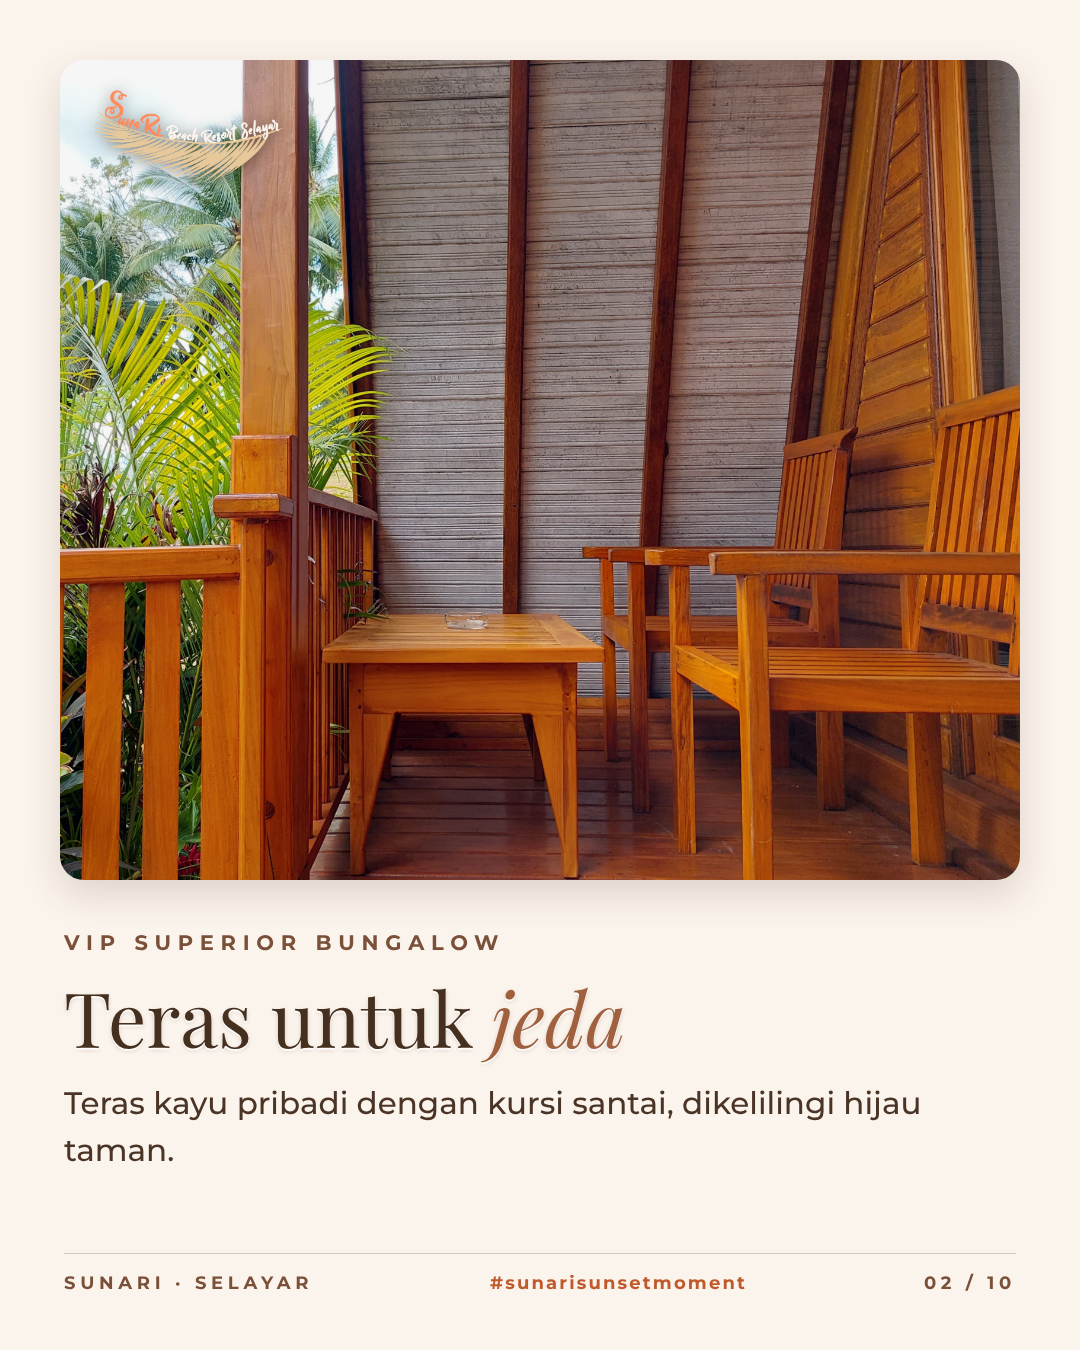 SunaRi Beach Resort Selayar
VIP SUPERIOR BUNGALOW
Teras untuk jeda
Teras kayu pribadi dengan kursi santai, dikelilingi hijau
taman.
SUNARI · SELAYAR #sunarisunsetmoment 02 / 10